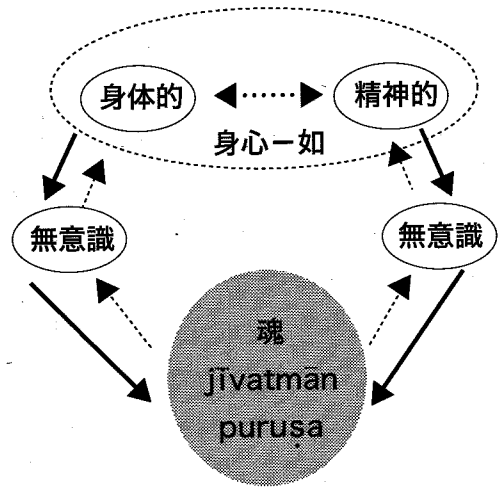 身体的
精神的
身心一如
無意識
無意識
魂
jīvatmān
puruṣa